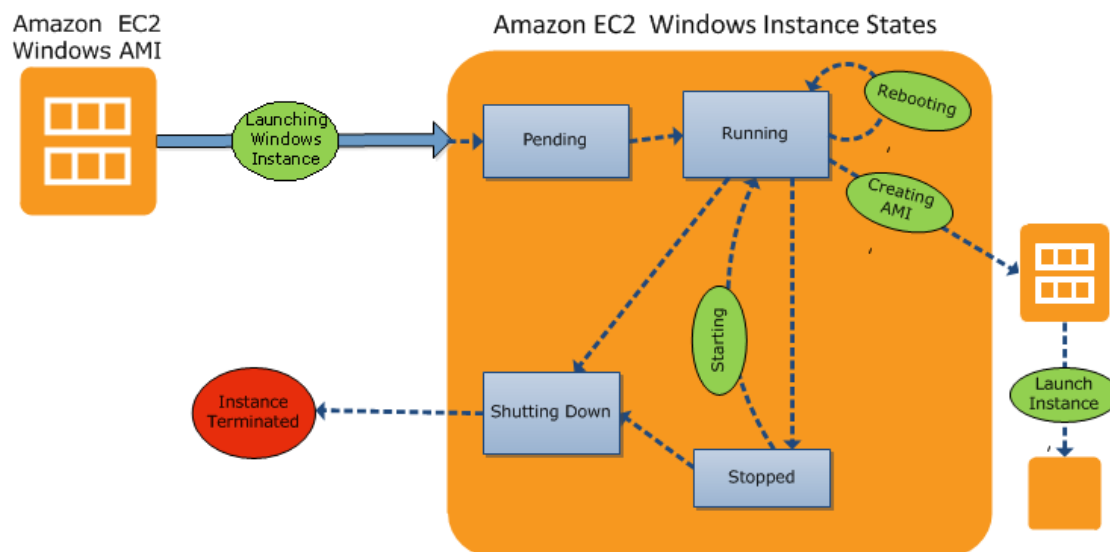 Amazon EC2
Windows AMI
Amazon EC2 Windows Instance States
Launching
Windows
Instance
Pending
Running
Rebooting
Creating
AMI
Starting
Launch
Instance
Instance
Terminated
Shutting Down
Stopped